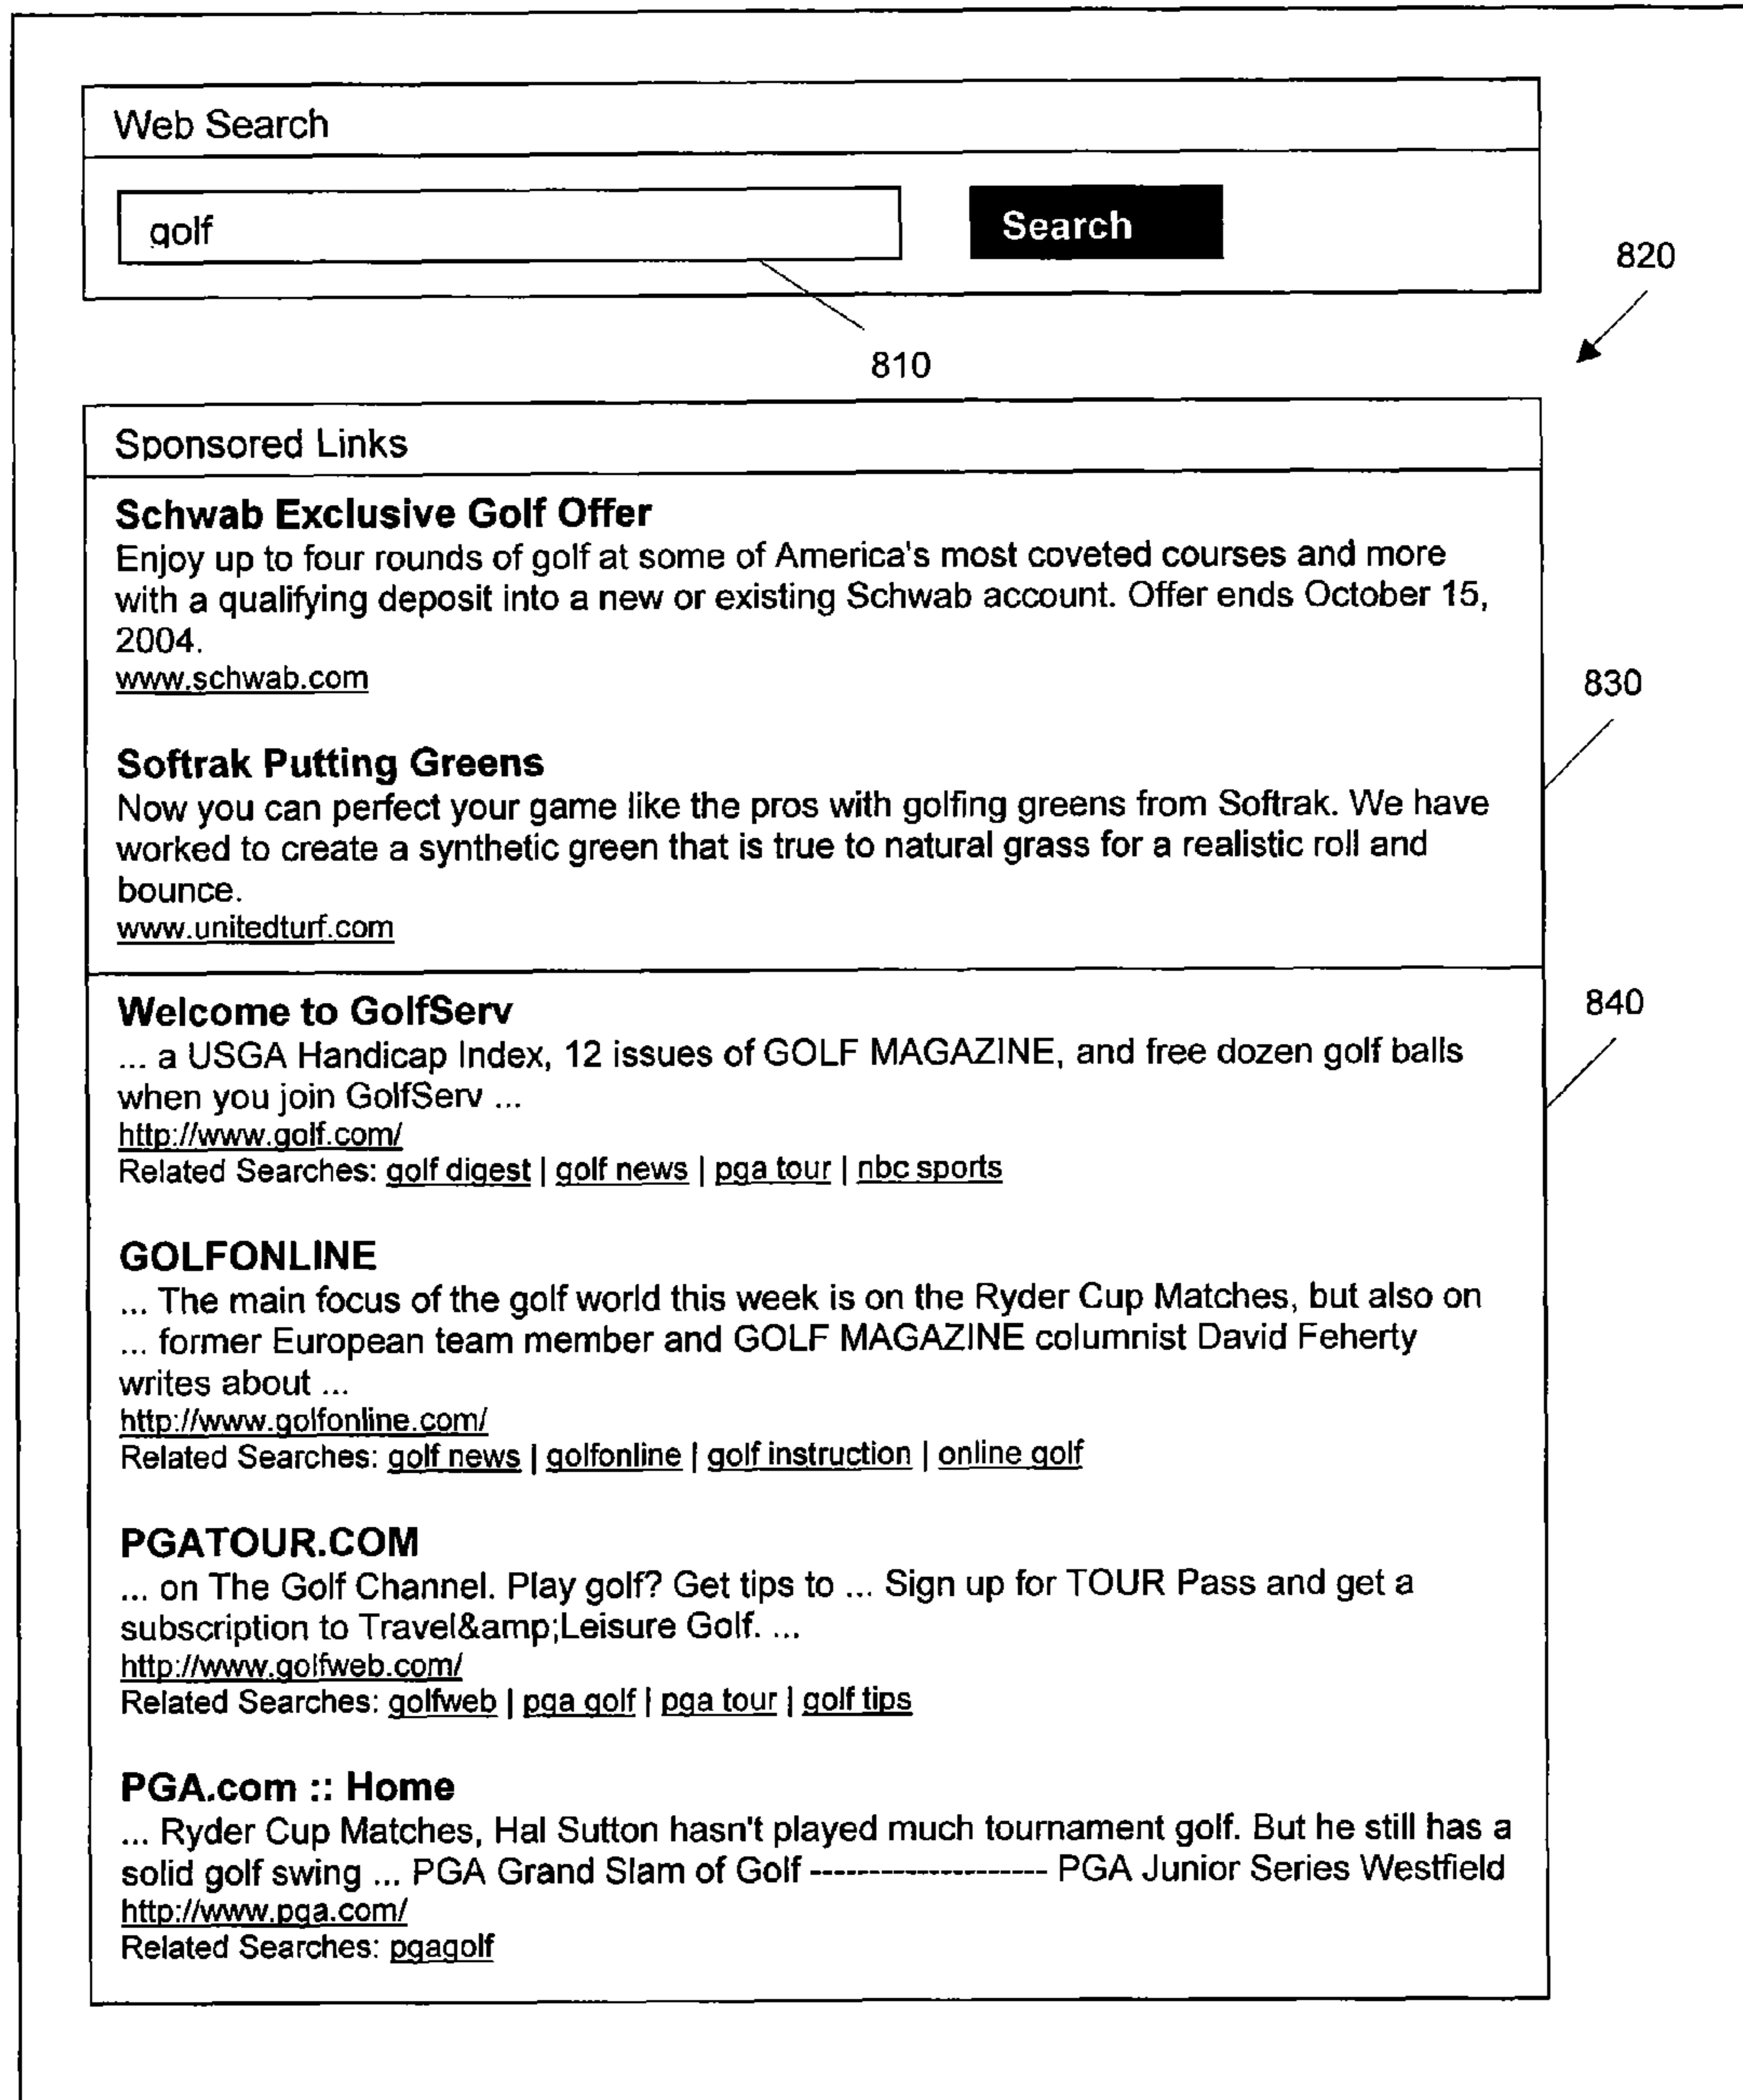 Web Search
golf
Search
820
810
Sponsored Links
Schwab Exclusive Golf Offer
Enjoy up to four rounds of golf at some of America's most coveted courses and more
with a qualifying deposit into a new or existing Schwab account. Offer ends October 15,
2004.
www.schwab.com
830
Softrak Putting Greens
Now you can perfect your game like the pros with golfing greens from Softrak. We have
worked to create a synthetic green that is true to natural grass for a realistic roll and
bounce.
www.unitedturf.com
840
Welcome to GolfServ
... a USGA Handicap Index, 12 issues of GOLF MAGAZINE, and free dozen golf balls
when you join GolfServ ...
http://www.golf.com/
Related Searches: golf digest | golf news | pga tour | nbc sports
GOLFONLINE
... The main focus of the golf world this week is on the Ryder Cup Matches, but also on
... former European team member and GOLF MAGAZINE columnist David Feherty
writes about ...
http://www.golfonline.com/
Related Searches: golf news | golfonline | golf instruction | online golf
PGATOUR.COM
... on The Golf Channel. Play golf? Get tips to ... Sign up for TOUR Pass and get a
subscription to Travel&amp;Leisure Golf. ...
http://www.golfweb.com/
Related Searches: golfweb | pga golf | pga tour | golf tips
PGA.com :: Home
... Ryder Cup Matches, Hal Sutton hasn't played much tournament golf. But he still has a
solid golf swing ... PGA Grand Slam of Golf -------------------- PGA Junior Series Westfield
http://www.pga.com/
Related Searches: pgagolf